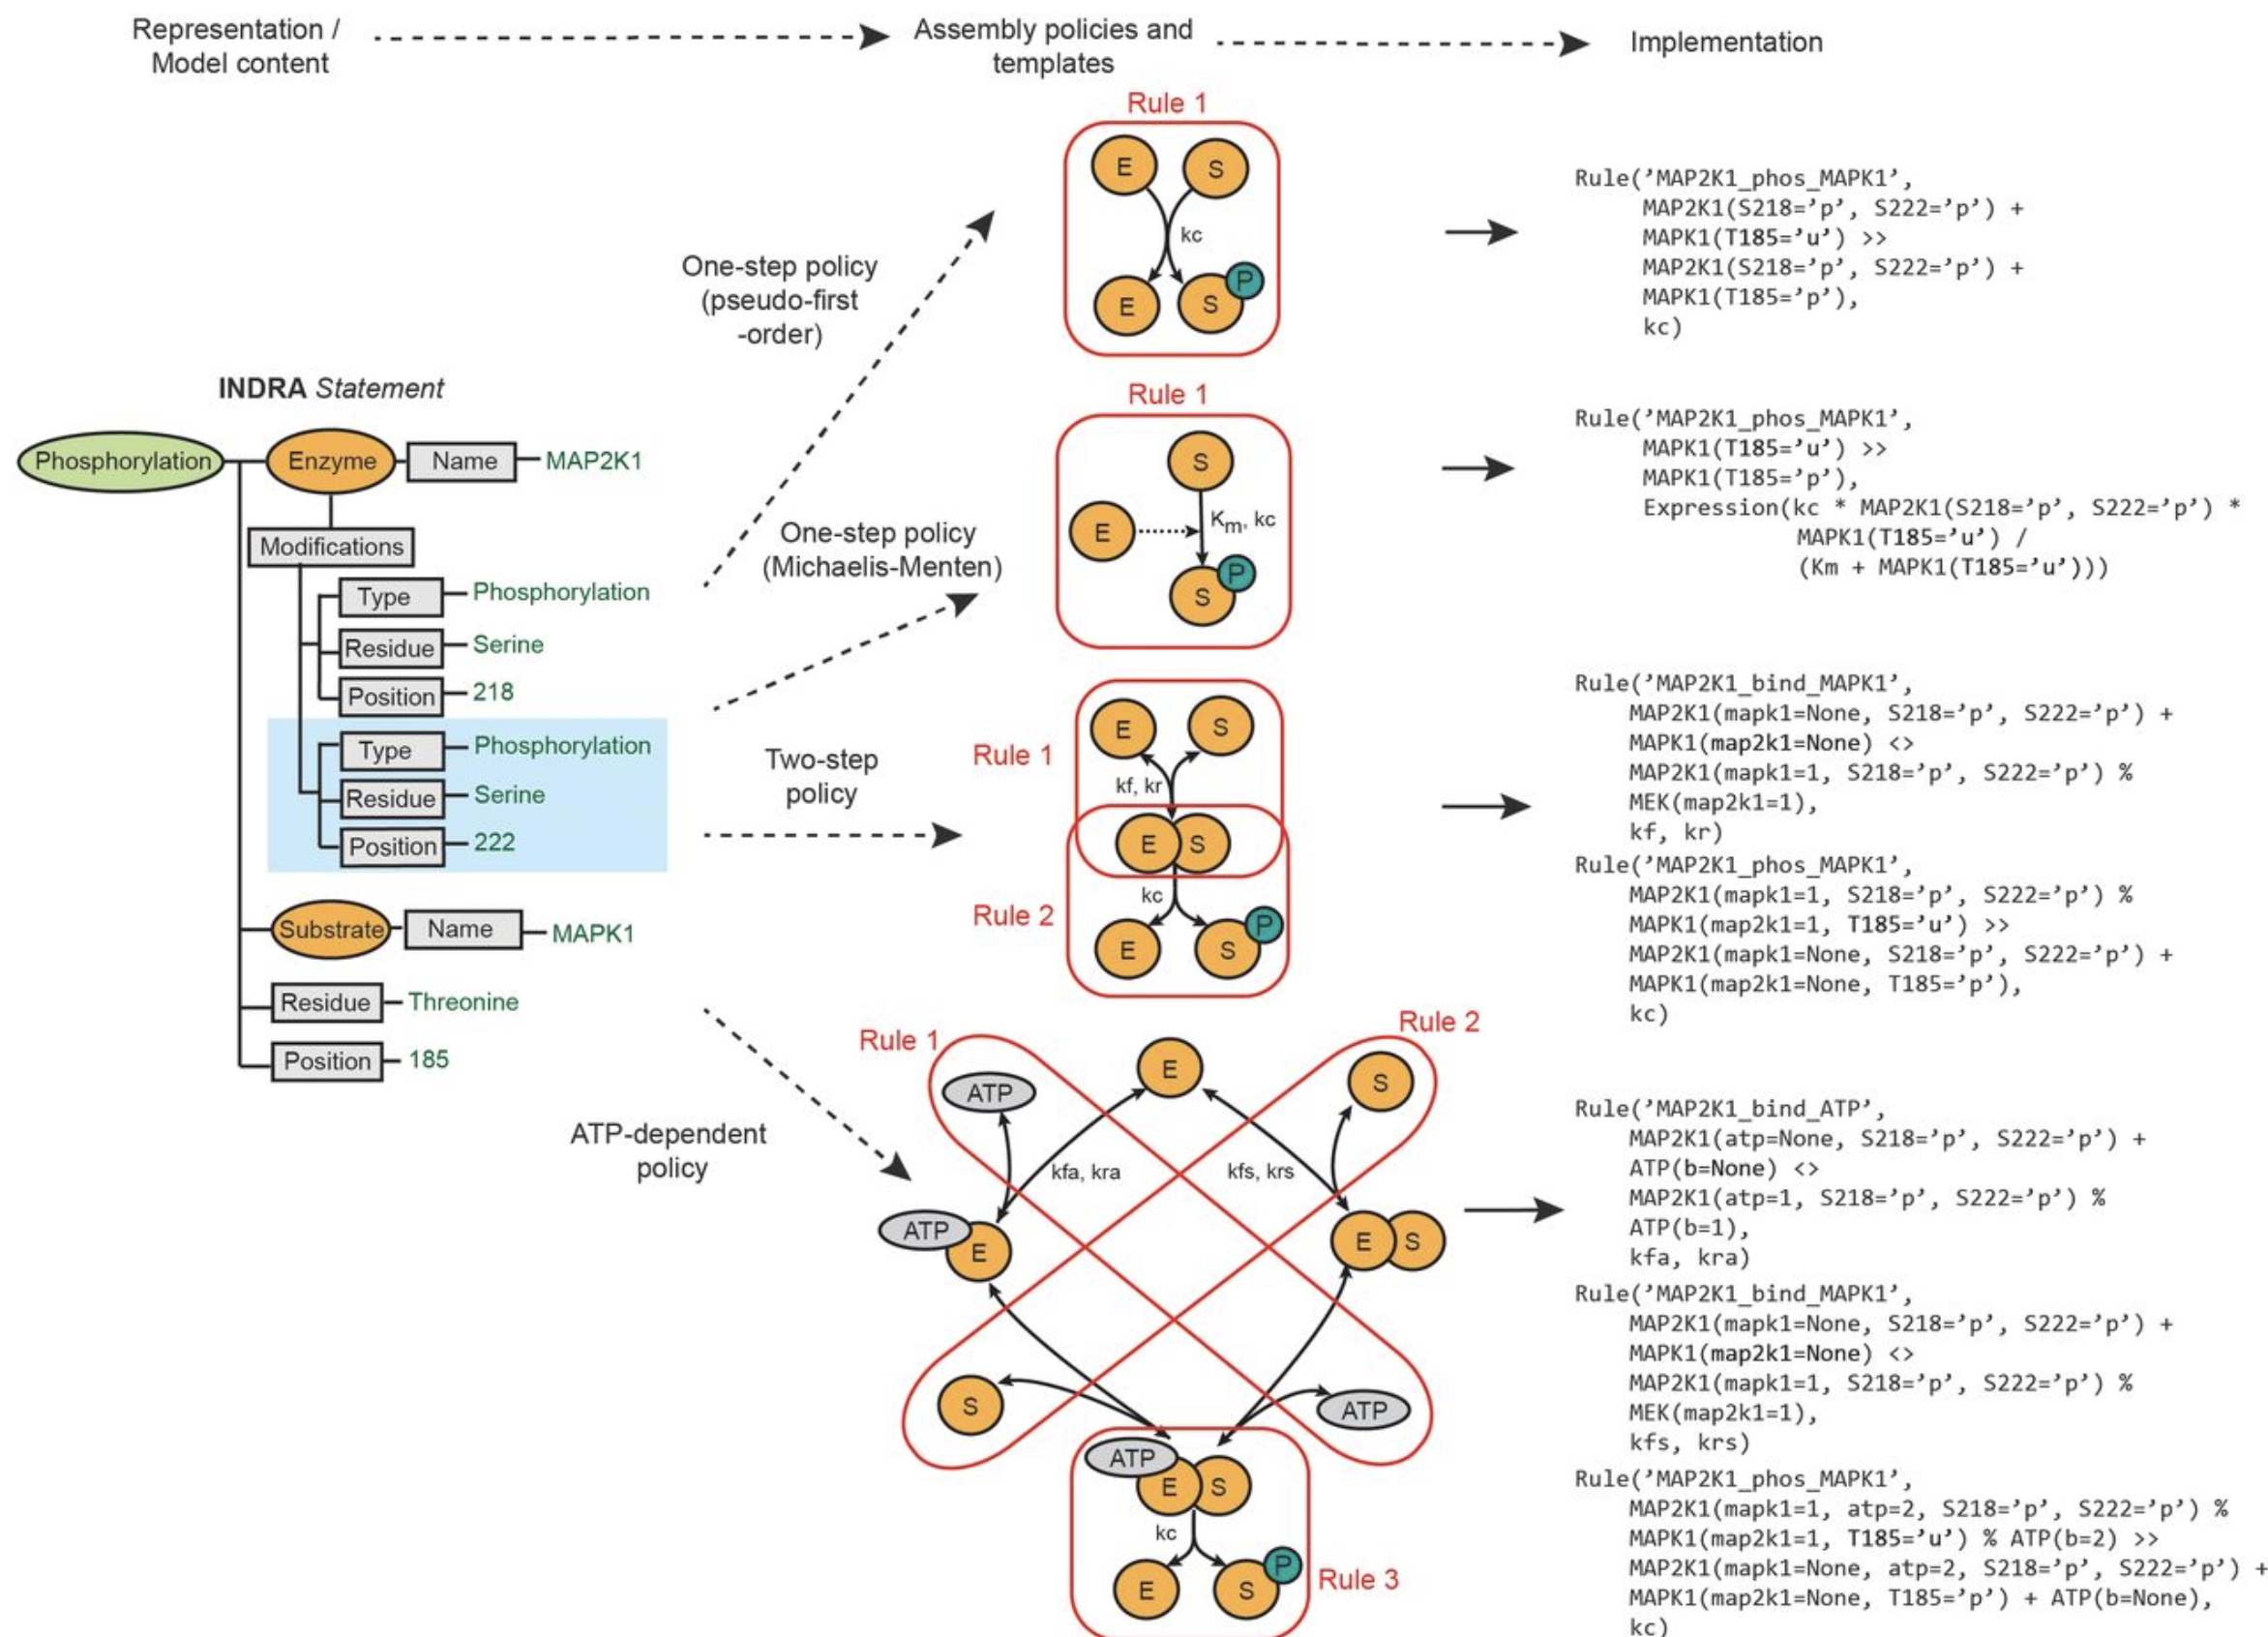 Representation /
Model content
Assembly policies and
templates
Implementation
INDRA Statement
Phosphorylation
Enzyme
Name
MAP2K1
Modifications
Type
Phosphorylation
Residue
Serine
Position
218
Type
Phosphorylation
Residue
Serine
Position
222
Substrate
Name
MAPK1
Residue
Threonine
Position
185
One-step policy
(pseudo-first
-order)
Rule 1
E
S
kc
E
S
P
Rule('MAP2K1_phos_MAPK1',
MAP2K1(S218='p', S222='p') +
MAPK1(T185='u') >>
MAP2K1(S218='p', S222='p') +
MAPK1(T185='p'),
kc)
One-step policy
(Michaelis-Menten)
Rule 1
S
E
Km, kc
P
S
Rule('MAP2K1_phos_MAPK1',
MAPK1(T185='u') >>
MAPK1(T185='p'),
Expression(kc * MAP2K1(S218='p', S222='p') *
MAPK1(T185='u') /
(Km + MAPK1(T185='u')))
Two-step
policy
Rule 1
E
S
kf, kr
E
S
kc
Rule 2
E
S
P
Rule('MAP2K1_bind_MAPK1',
MAP2K1(mapk1=None, S218='p', S222='p') +
MAPK1(map2k1=None) <>
MAP2K1(mapk1=1, S218='p', S222='p') %
MEK(map2k1=1),
kf, kr)
Rule('MAP2K1_phos_MAPK1',
MAP2K1(mapk1=1, S218='p', S222='p') %
MAPK1(map2k1=1, T185='u') >>
MAP2K1(mapk1=None, S218='p', S222='p') +
MAPK1(map2k1=None, T185='p'),
kc)
ATP-dependent
policy
Rule 1
Rule 2
ATP
E
S
kfa, kra
kfs, krs
ATP
E
E
S
S
ATP
ATP
E
S
kc
E
S
P
Rule 3
Rule('MAP2K1_bind_ATP',
MAP2K1(atp=None, S218='p', S222='p') +
ATP(b=None) <>
MAP2K1(atp=1, S218='p', S222='p') %
ATP(b=1),
kfa, kra)
Rule('MAP2K1_bind_MAPK1',
MAP2K1(mapk1=None, S218='p', S222='p') +
MAPK1(map2k1=None) <>
MAP2K1(mapk1=1, S218='p', S222='p') %
MEK(map2k1=1),
kfs, krs)
Rule('MAP2K1_phos_MAPK1',
MAP2K1(mapk1=1, atp=2, S218='p', S222='p') %
MAPK1(map2k1=1, T185='u') % ATP(b=2) >>
MAP2K1(mapk1=None, atp=2, S218='p', S222='p') +
MAPK1(map2k1=None, T185='p') + ATP(b=None),
kc)